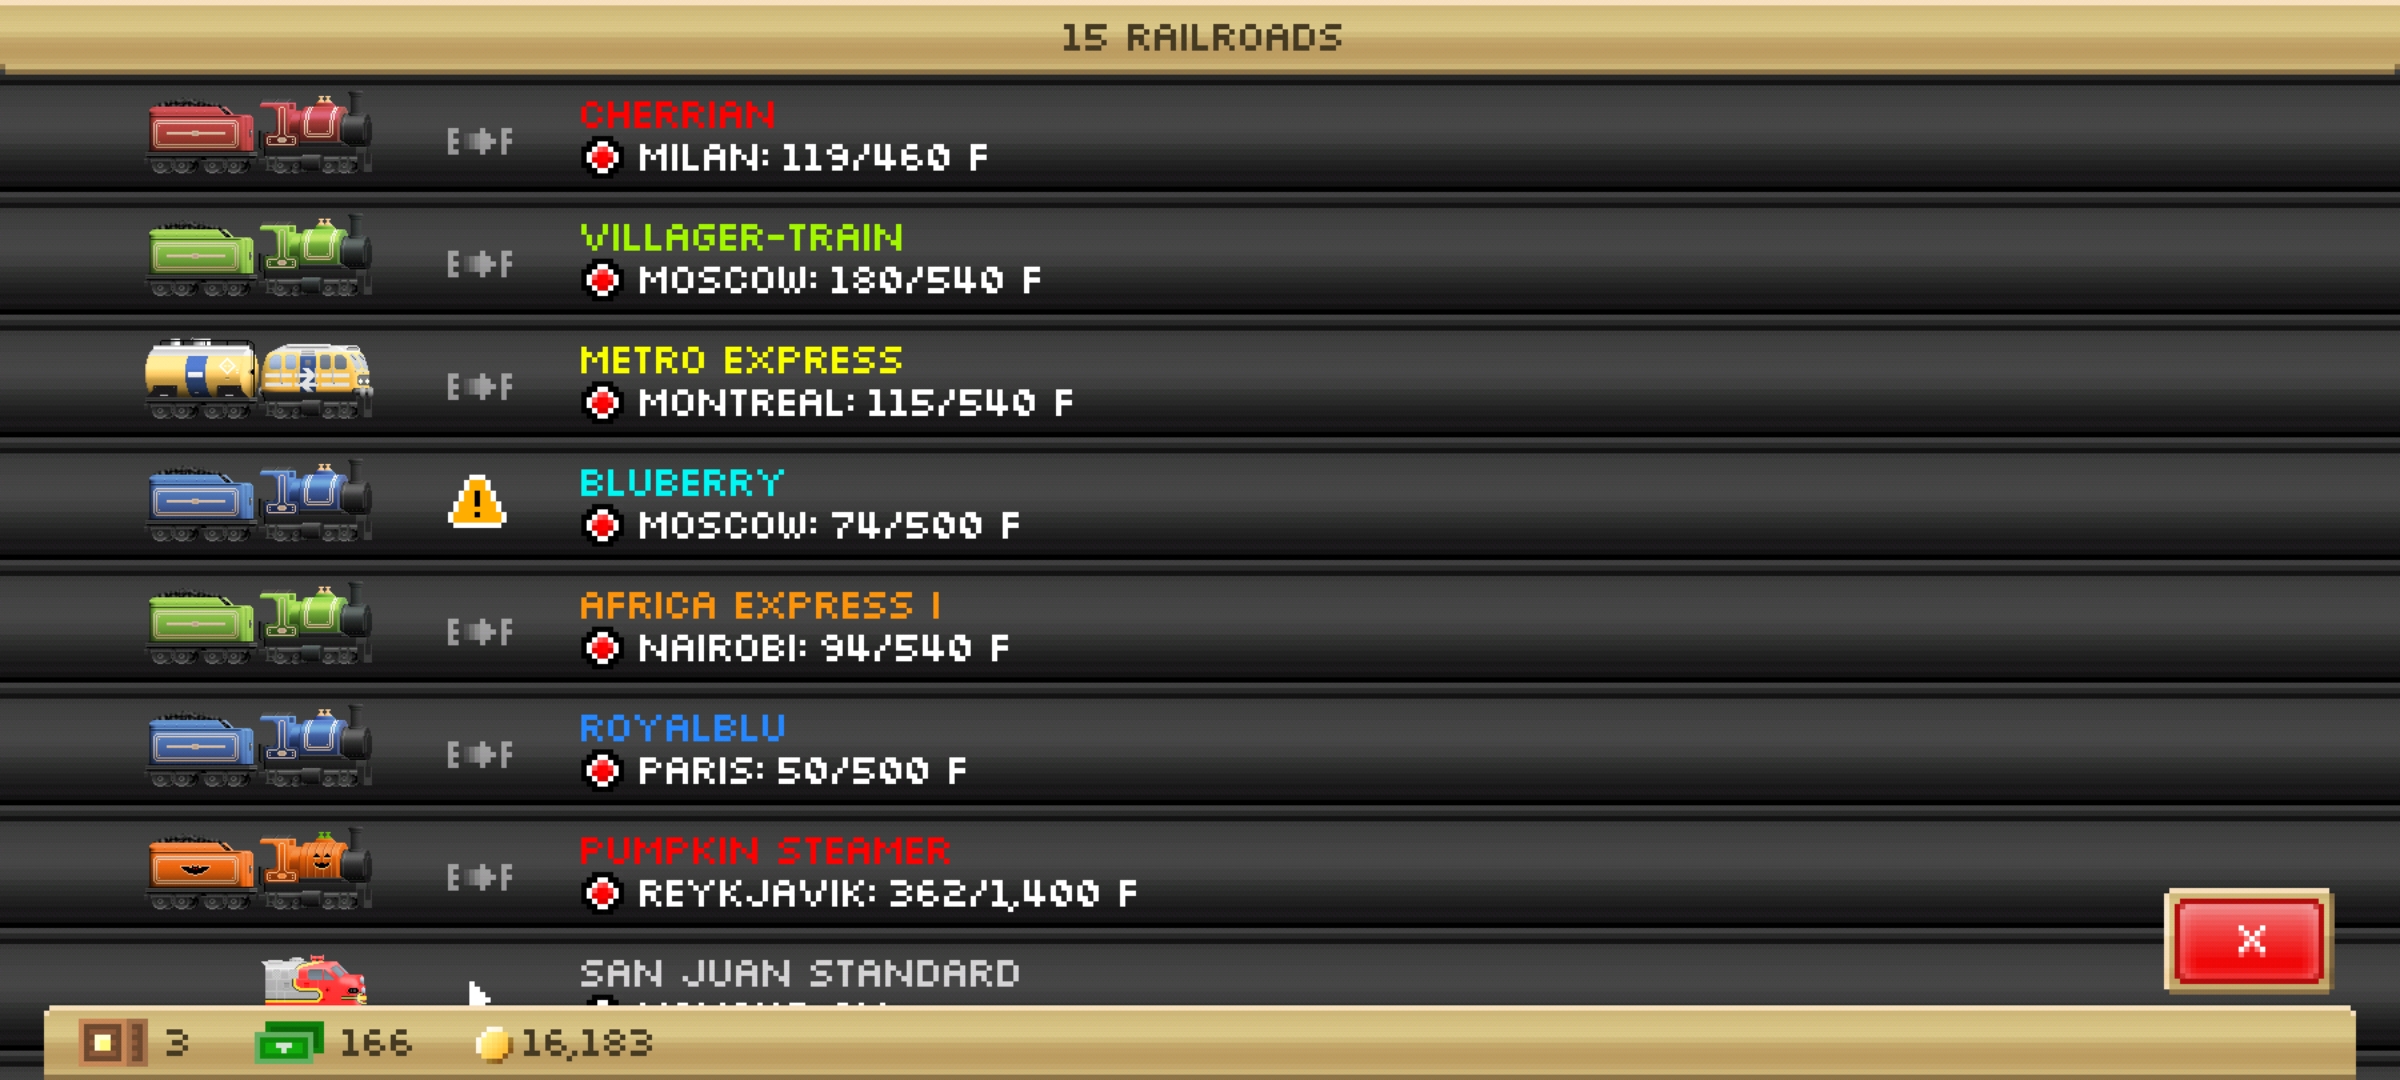 15 RAILROADS
E F
CHERRIAN
MILAN: 119/460 F
E F
VILLAGER-TRAIN
MOSCOW: 180/540 F
E F
METRO EXPRESS
MONTREAL: 115/540 F
BLUBERRY
MOSCOW: 74/500 F
E F
AFRICA EXPRESS I
NAIROBI: 94/540 F
E F
ROYALBLU
PARIS: 50/500 F
E F
PUMPKIN STEAMER
REYKJAVIK: 362/1,400 F
SAN JUAN STANDARD
3 166 16,183